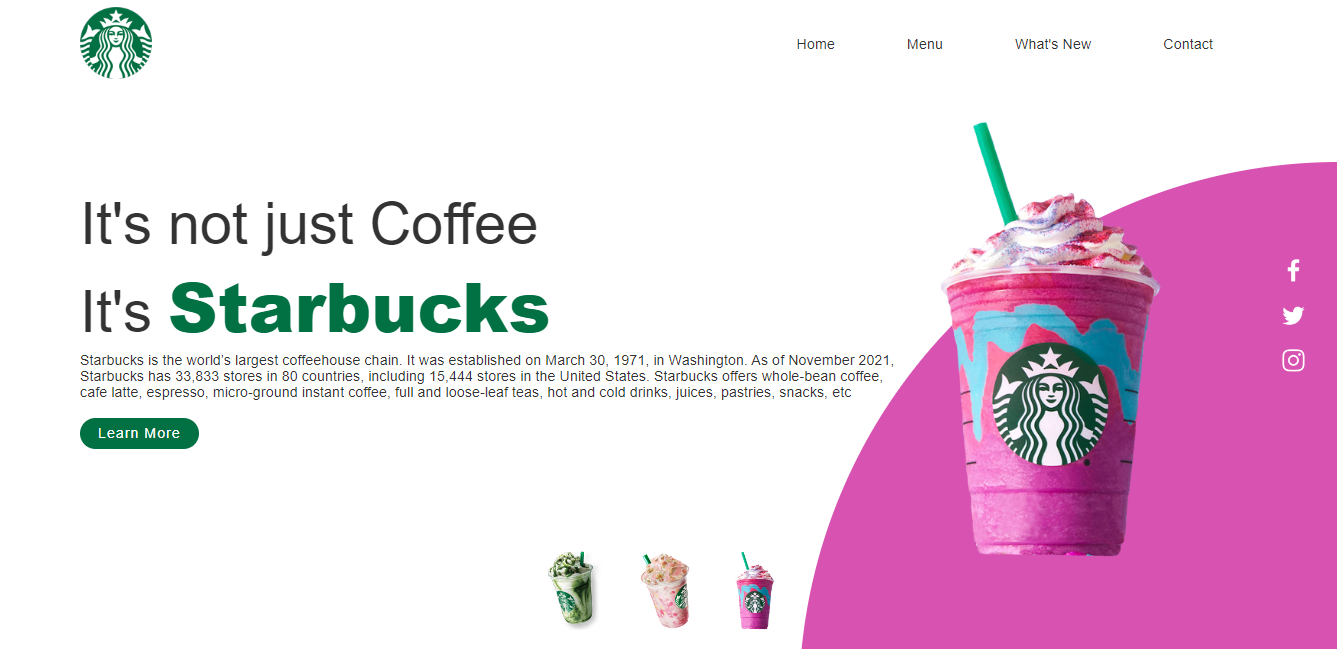 Home Menu What's New Contact
It's not just Coffee
It's Starbucks
Starbucks is the world’s largest coffeehouse chain. It was established on March 30, 1971, in Washington. As of November 2021,
Starbucks has 33,833 stores in 80 countries, including 15,444 stores in the United States. Starbucks offers whole-bean coffee,
cafe latte, espresso, micro-ground instant coffee, full and loose-leaf teas, hot and cold drinks, juices, pastries, snacks, etc
Learn More